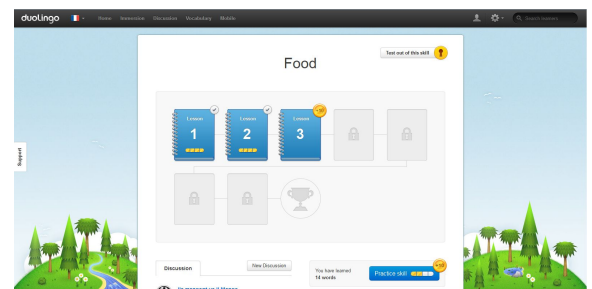 duolingo
Home Immersion Discussion Vocabulary Mobile
Search learners
Test out of this skill
Food
Lesson 1
Lesson 2
Lesson 3
Support
Discussion
New Discussion
You have learned
14 words
Practice skill